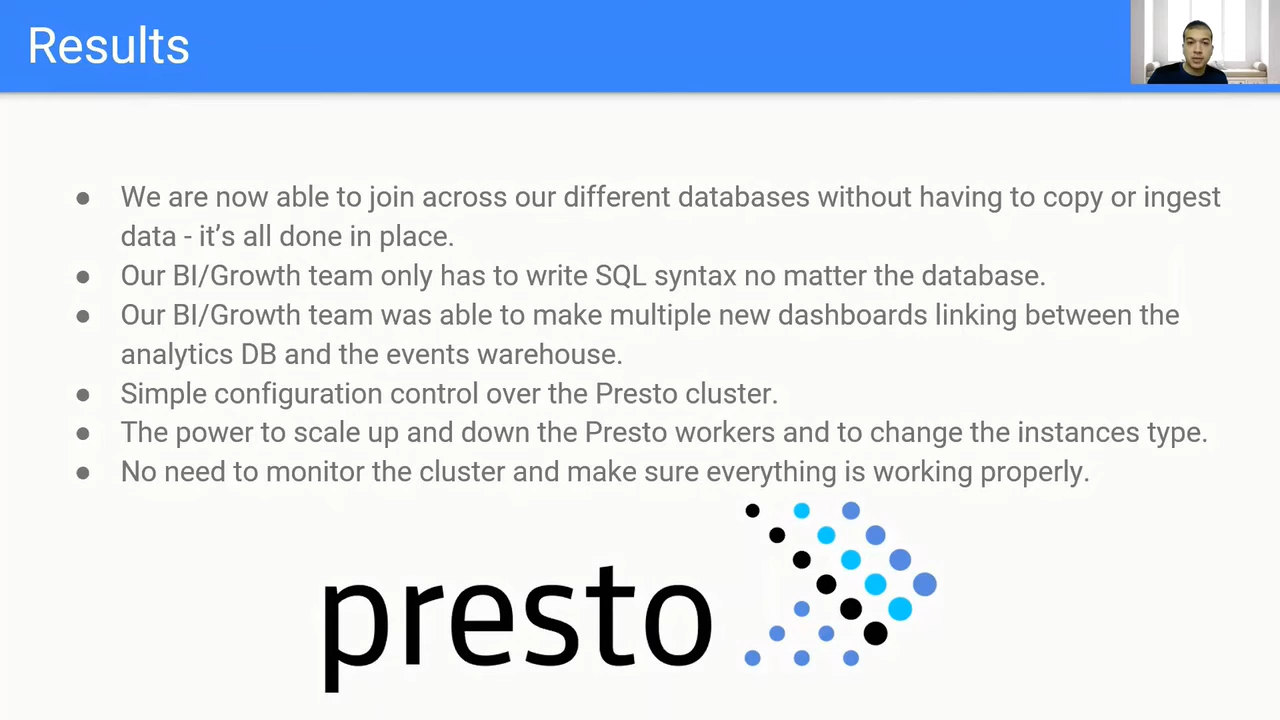 Results
● We are now able to join across our different databases without having to copy or ingest
data - it’s all done in place.
● Our BI/Growth team only has to write SQL syntax no matter the database.
● Our BI/Growth team was able to make multiple new dashboards linking between the
analytics DB and the events warehouse.
● Simple configuration control over the Presto cluster.
● The power to scale up and down the Presto workers and to change the instances type.
● No need to monitor the cluster and make sure everything is working properly.
presto